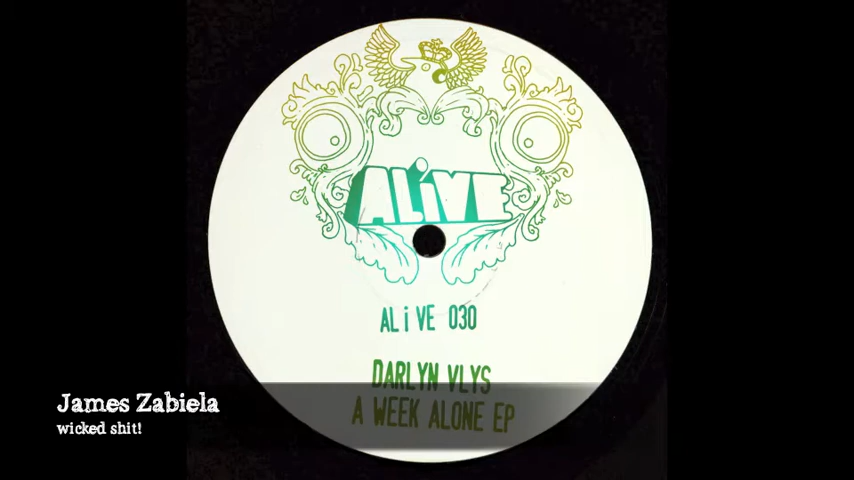 ALiVE
ALiVE 030
DARLYN VLYS
A WEEK ALONE EP
James Zabiela
wicked shit!